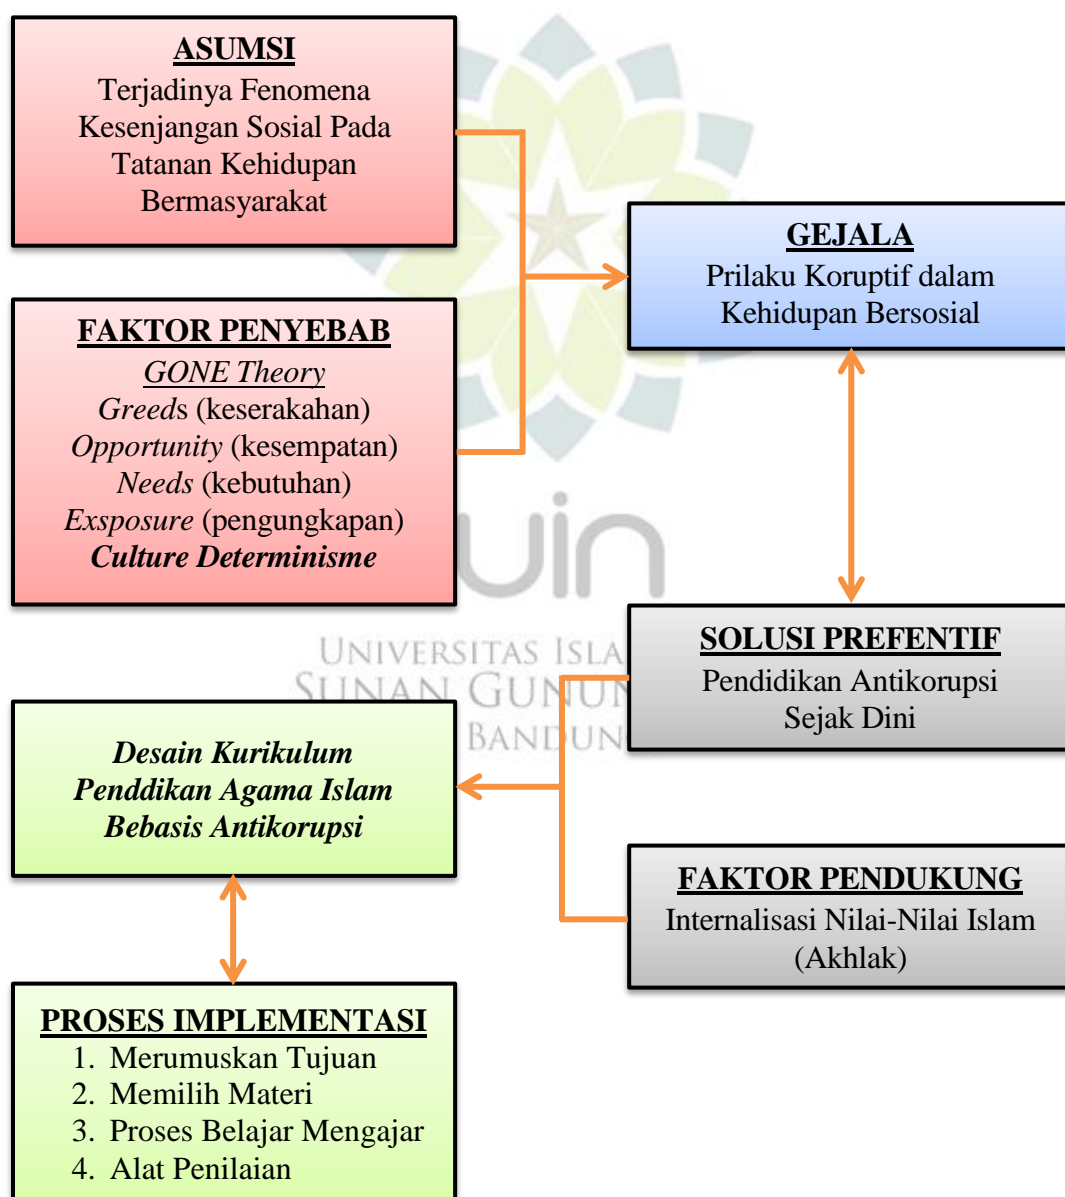 ASUMSI
Terjadinya Fenomena
Kesenjangan Sosial Pada
Tatanan Kehidupan
Bermasyarakat
GEJALA
Prilaku Koruptif dalam
Kehidupan Bersosial
FAKTOR PENYEBAB
GONE Theory
Greeds (keserakahan)
Opportunity (kesempatan)
Needs (kebutuhan)
Exsposure (pengungkapan)
Culture Determinisme
uin
UNIVERSITAS ISLA
SUNAN GUNUN
BANDUN
SOLUSI PREFENTIF
Pendidikan Antikorupsi
Sejak Dini
Desain Kurikulum
Penddikan Agama Islam
Bebasis Antikorupsi
FAKTOR PENDUKUNG
Internalisasi Nilai-Nilai Islam
(Akhlak)
PROSES IMPLEMENTASI
1. Merumuskan Tujuan
2. Memilih Materi
3. Proses Belajar Mengajar
4. Alat Penilaian